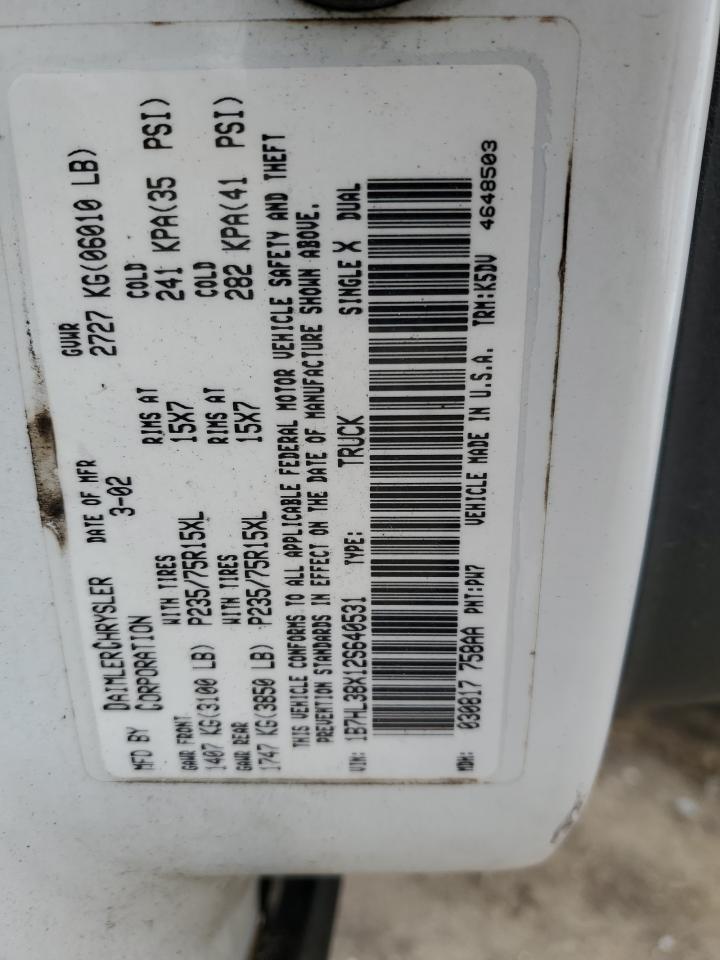 MFD BY DAIMLERCHRYSLER CORPORATION DATE OF MFR 3-02 GVWR 2727 KG(06010 LB)
GAWR FRONT WITH TIRES RIMS AT COLD
1407 KG(3100 LB) P235/75R15XL 15X7 241 KPA(35 PSI)
GAWR REAR WITH TIRES RIMS AT COLD
1747 KG(3850 LB) P235/75R15XL 15X7 282 KPA(41 PSI)
THIS VEHICLE CONFORMS TO ALL APPLICABLE FEDERAL MOTOR VEHICLE SAFETY AND THEFT
PREVENTION STANDARDS IN EFFECT ON THE DATE OF MANUFACTURE SHOWN ABOVE.
VIN: 1B7HL38X12S640531 TYPE: TRUCK SINGLE X DUAL
MDH: 030817 758AA PNT:PW7 VEHICLE MADE IN U.S.A. TRM:K5DV 4648503